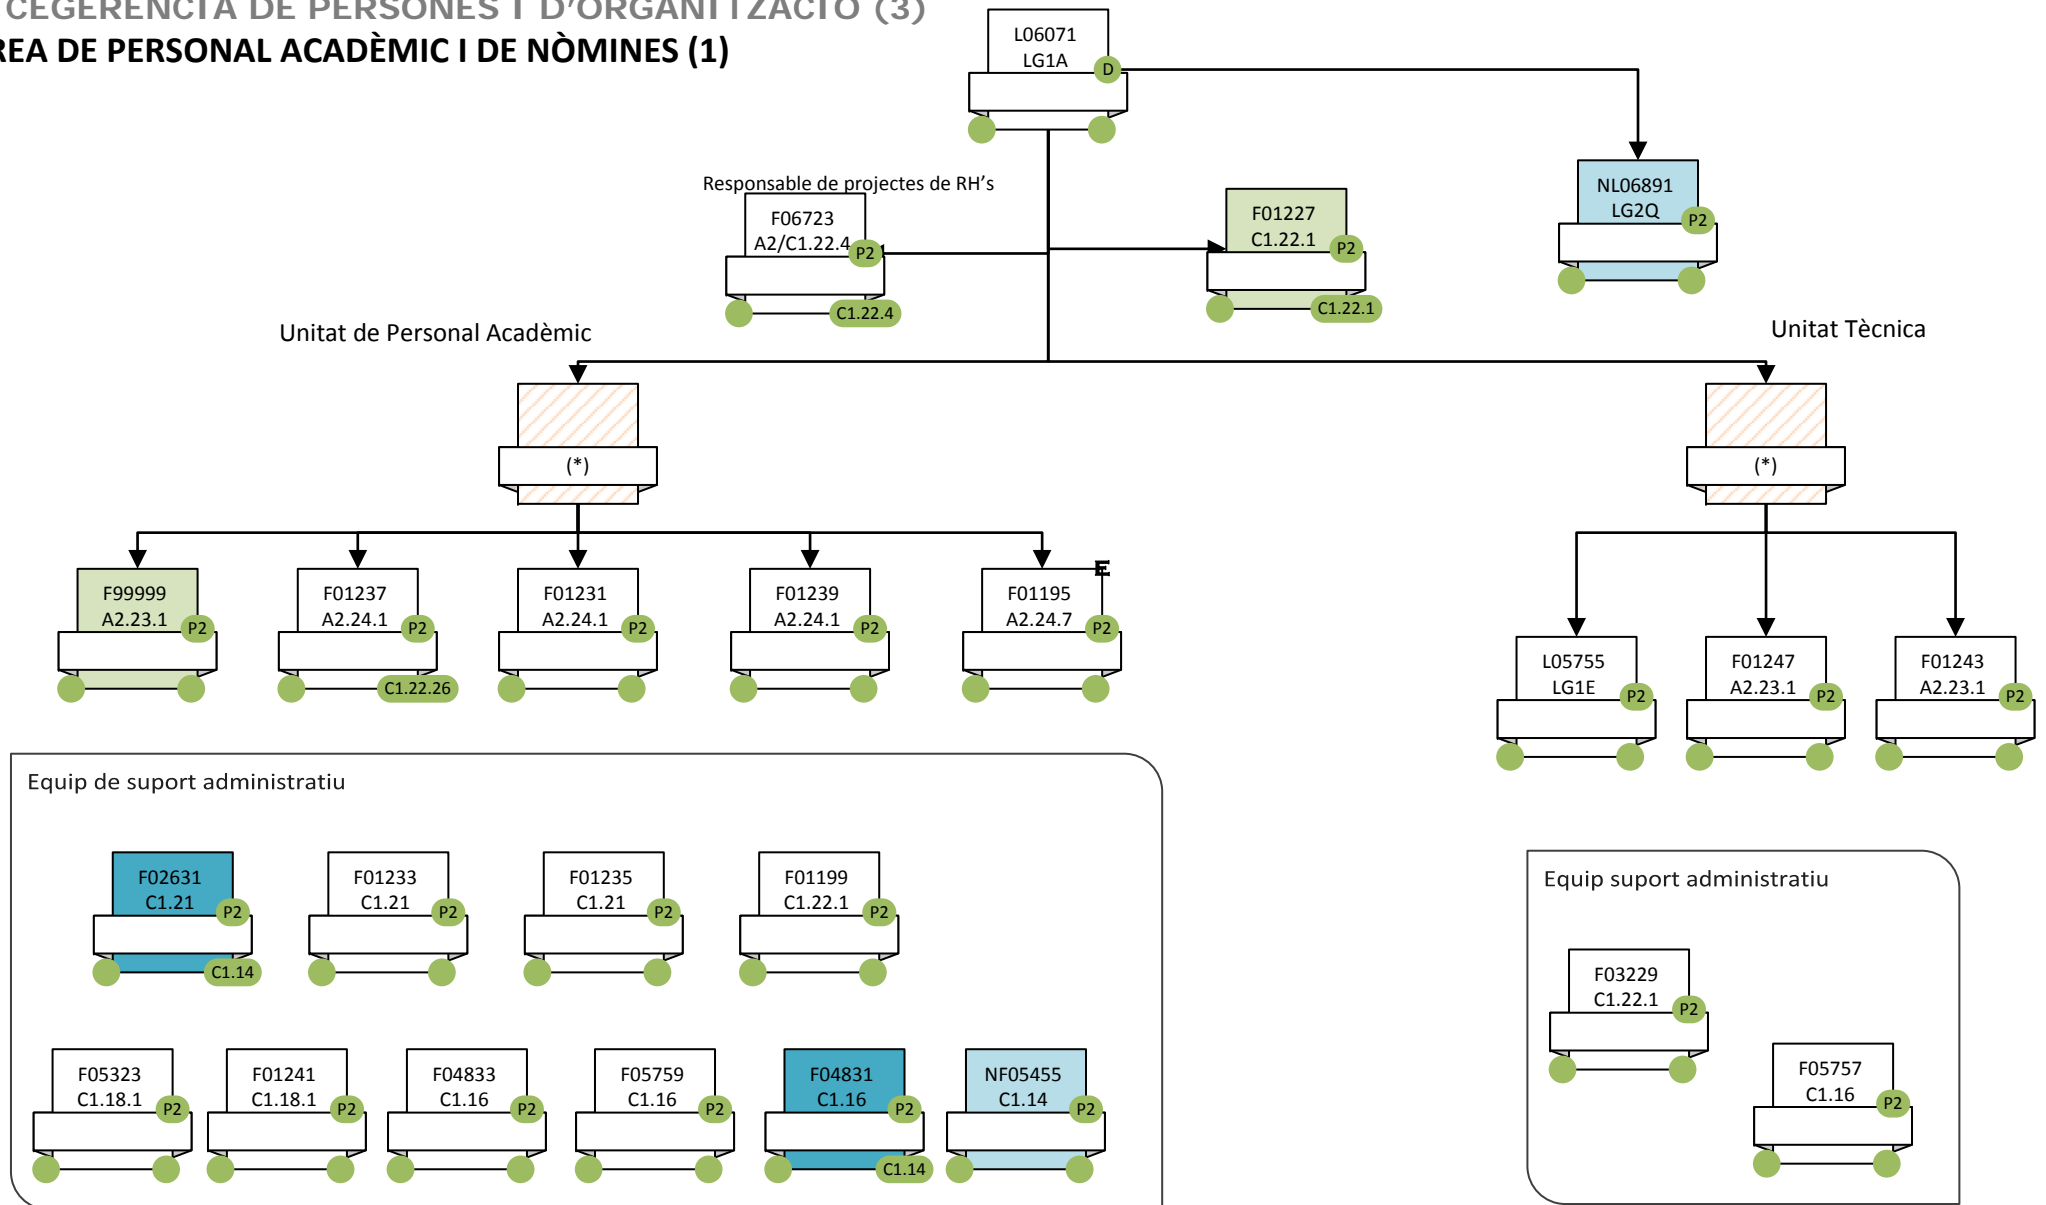 CEGERÈNCIA DE PERSONES I D'ORGANITZACIÓ (3)
REA DE PERSONAL ACADÈMIC I DE NÒMINES (1)
L06071
LG1A
D
NL06891
LG2Q
P2
Responsable de projectes de RH's
F06723
A2/C1.22.4
P2
C1.22.4
F01227
C1.22.1
P2
C1.22.1
Unitat de Personal Acadèmic
Unitat Tècnica
(*)
(*)
F99999
A2.23.1
P2
F01237
A2.24.1
P2
C1.22.26
F01231
A2.24.1
P2
F01239
A2.24.1
P2
E
F01195
A2.24.7
P2
L05755
LG1E
P2
F01247
A2.23.1
P2
F01243
A2.23.1
P2
Equip de suport administratiu
F02631
C1.21
P2
C1.14
F01233
C1.21
P2
F01235
C1.21
P2
F01199
C1.22.1
P2
F05323
C1.18.1
P2
F01241
C1.18.1
P2
F04833
C1.16
P2
F05759
C1.16
P2
F04831
C1.16
P2
C1.14
NF05455
C1.14
P2
Equip suport administratiu
F03229
C1.22.1
P2
F05757
C1.16
P2